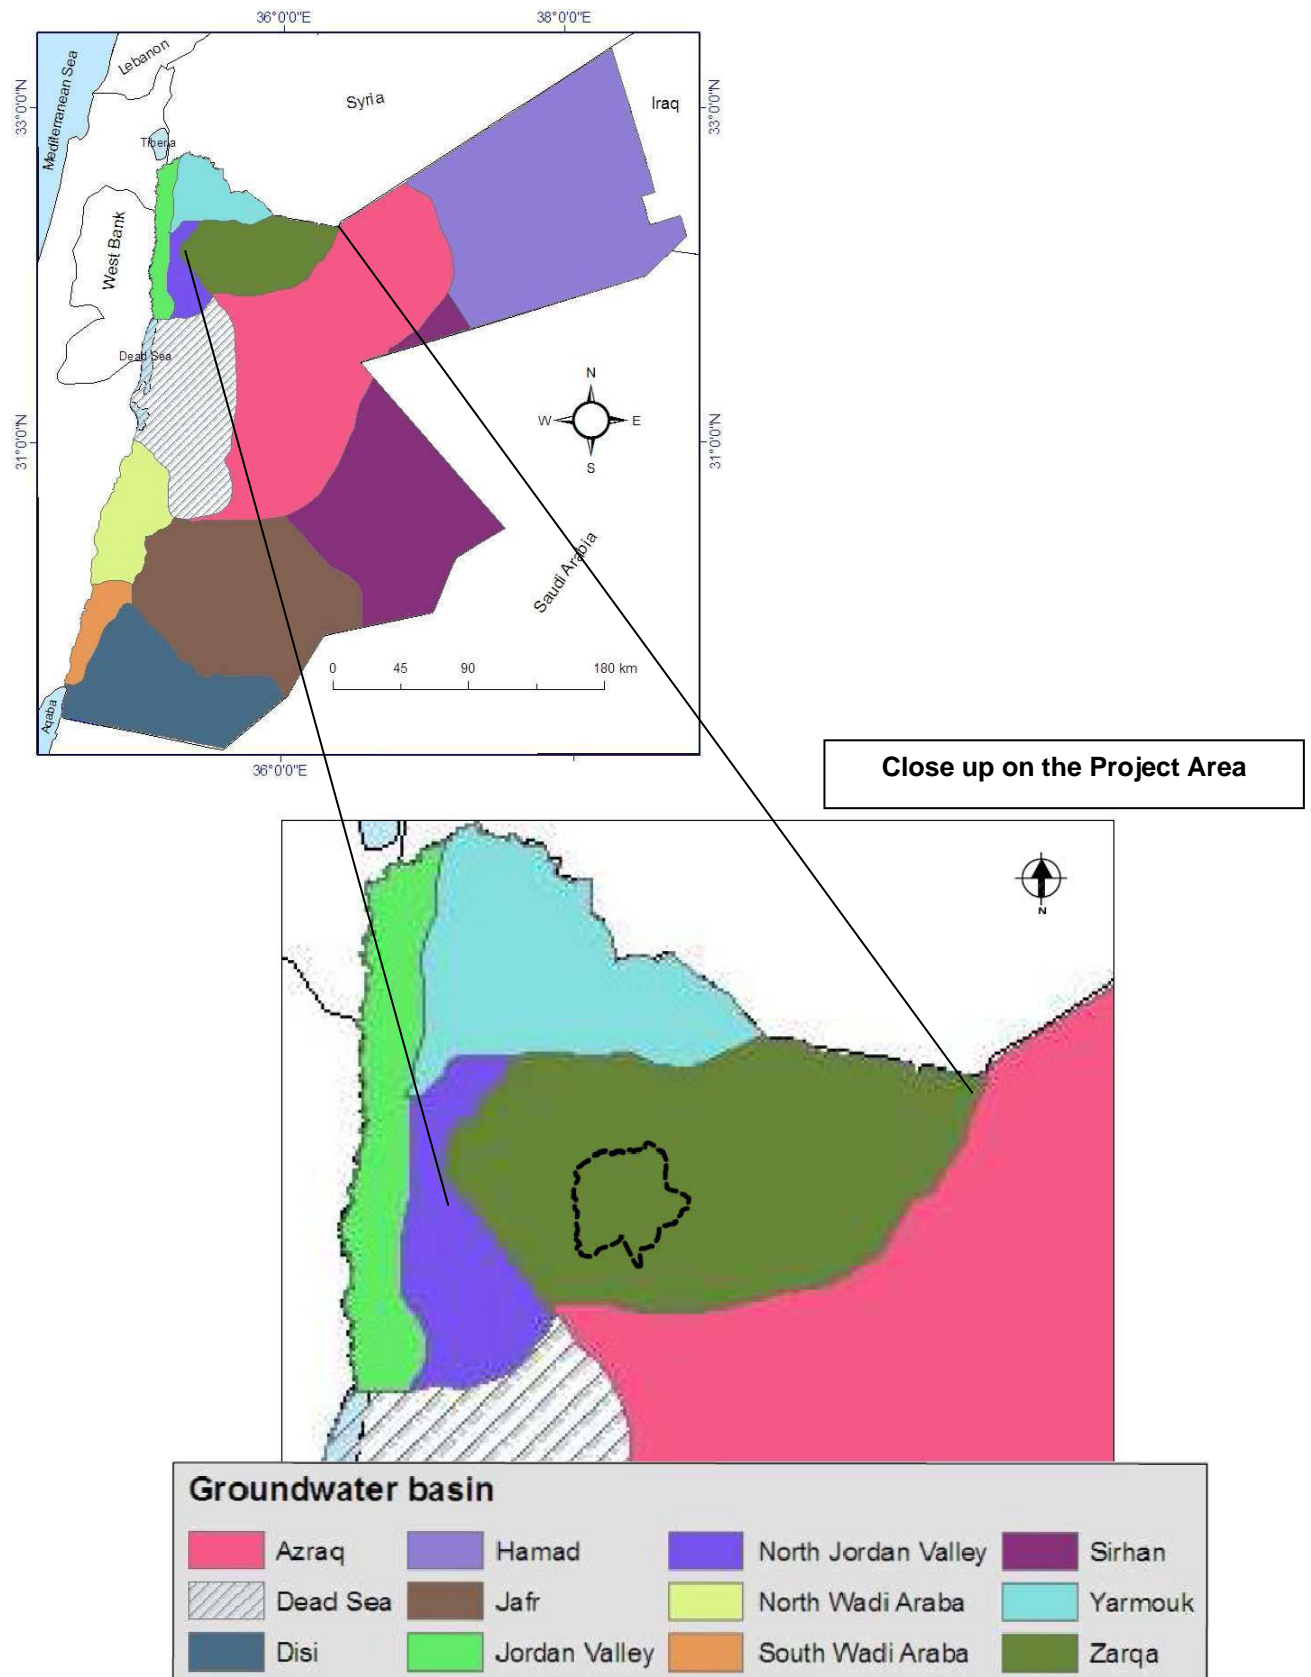 36°0'0"E
38°0'0"E
33°0'0"N
33°0'0"N
31°0'0"N
31°0'0"N
Mediterranean Sea
Lebanon
Syria
Iraq
Tiberia
West Bank
Dead Sea
N
W
E
S
Saudi Arabia
0 45 90 180 km
Aqaba
36°0'0"E
Close up on the Project Area
N
Groundwater basin
Azraq Hamad North Jordan Valley Sirhan
Dead Sea Jafr North Wadi Araba Yarmouk
Disi Jordan Valley South Wadi Araba Zarqa